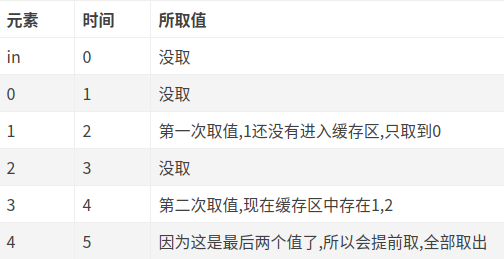 元素 时间 所取值
in 0 没取
0 1 没取
1 2 第一次取值,1还没有进入缓存区,只取到0
2 3 没取
3 4 第二次取值,现在缓存区中存在1,2
4 5 因为这是最后两个值了,所以会提前取,全部取出